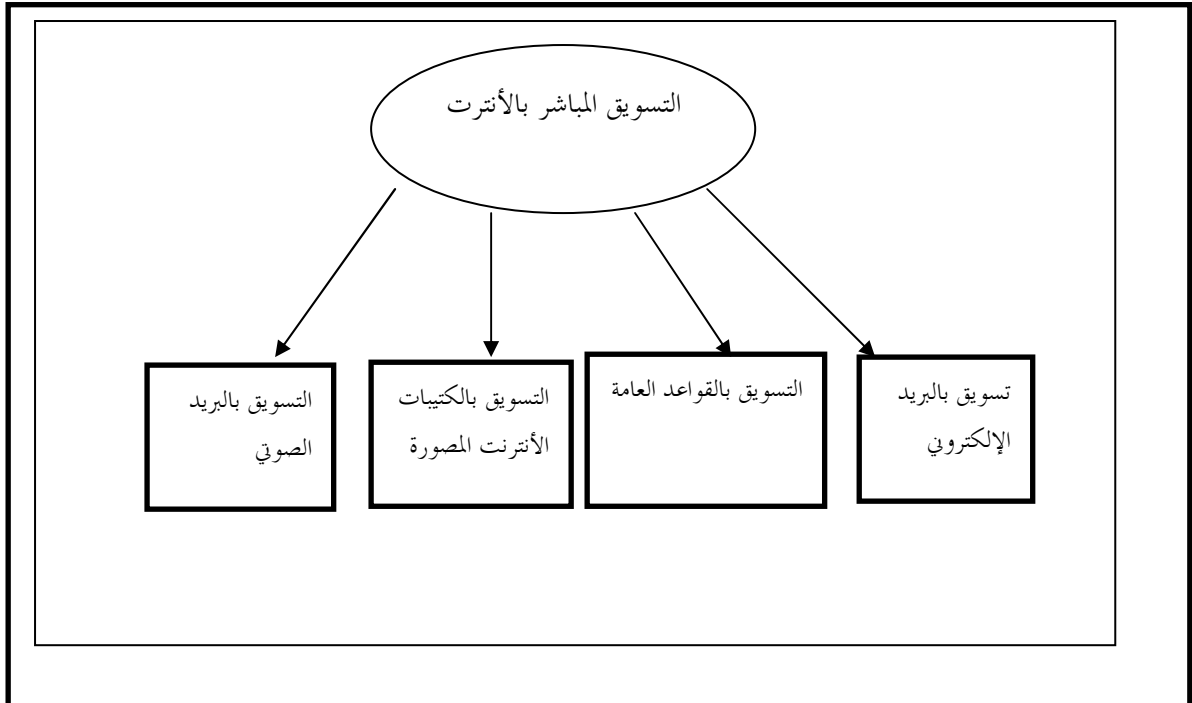 التسويق المباشر بالأنترت
تسويق بالبريد
الإلكتروني
التسويق بالقواعد العامة
التسويق بالكتيبات
الأنترنت المصورة
التسويق بالبريد
الصوتي